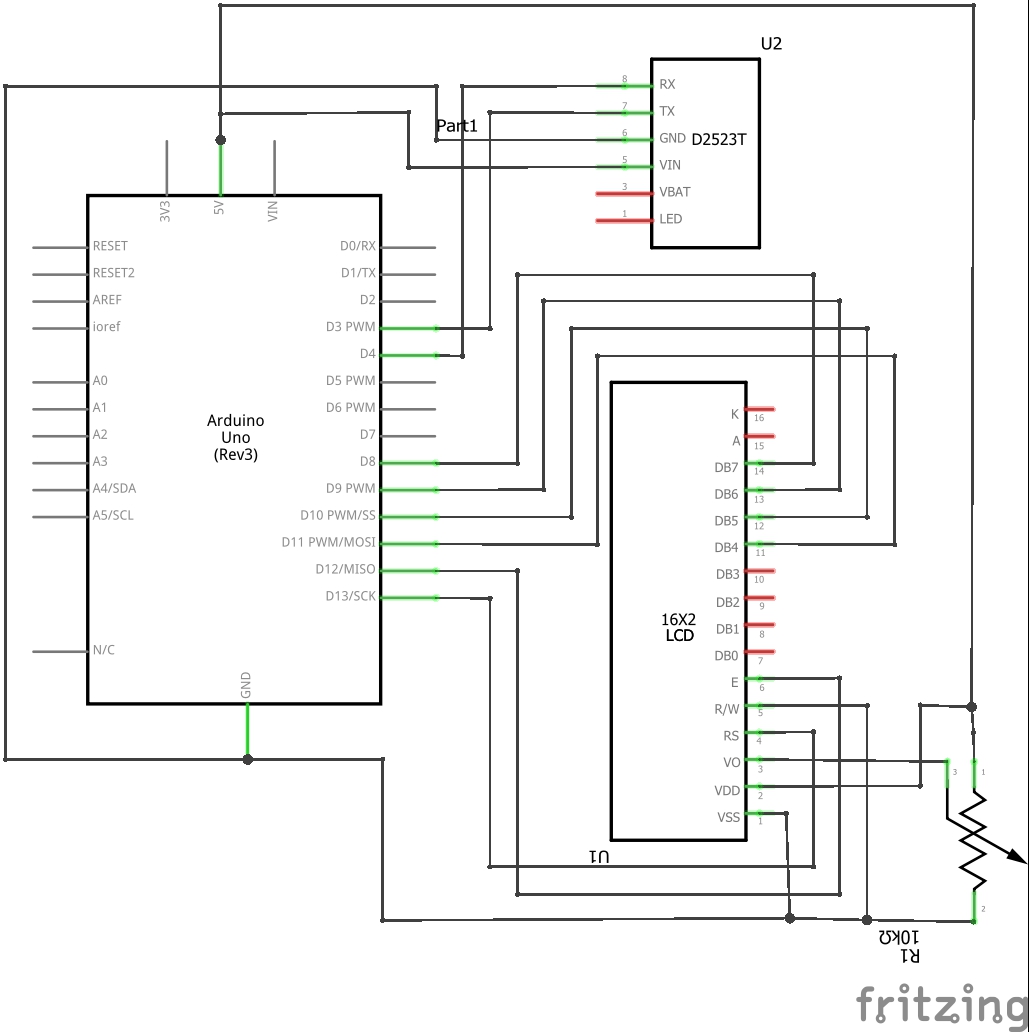 U2
8 RX
7 TX
Part1
6 GND D2523T
5 VIN
3 VBAT
1 LED
3V3
5V
VIN
RESET
D0/RX
RESET2
D1/TX
AREF
D2
ioref
D3 PWM
D4
A0
D5 PWM
A1
D6 PWM
A2
D7
A3
D8
A4/SDA
D9 PWM
A5/SCL
D10 PWM/SS
D11 PWM/MOSI
D12/MISO
D13/SCK
N/C
GND
Arduino
Uno
(Rev3)
K 16
A 15
DB7 14
DB6 13
DB5 12
DB4 11
DB3 10
DB2 9
DB1 8
DB0 7
E 6
R/W 5
RS 4
VO 3
VDD 2
VSS 1
16X2
LCD
U1
3
1
2
10kΩ
R1
fritzing